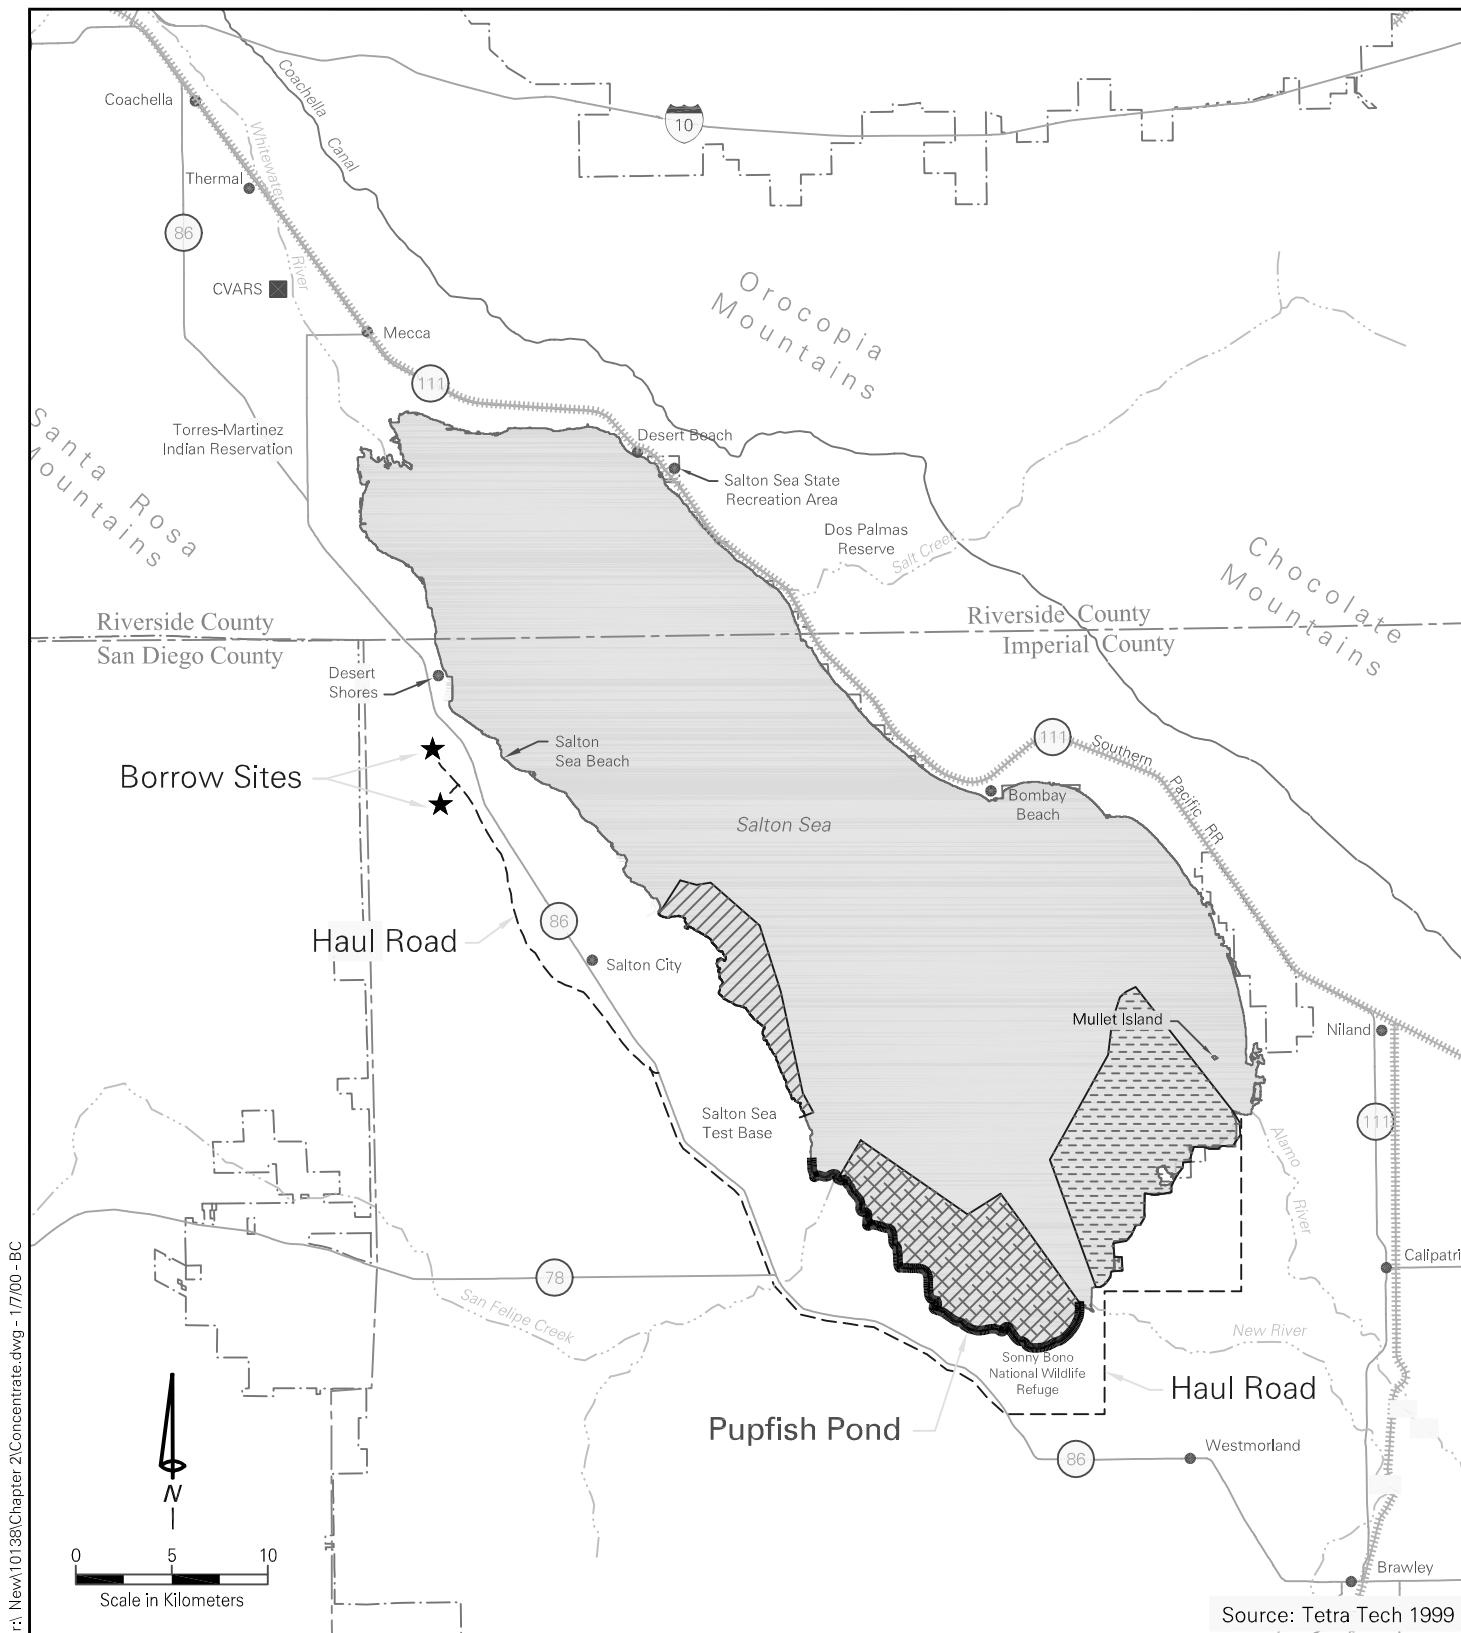 Coachella
Canal
Coachella
10
Whitewater
River
Thermal
86
CVARS
Orocopia
Mountains
Mecca
111
Santa Rosa
Mountains
Torres-Martinez
Indian Reservation
Desert Beach
Salton Sea State
Recreation Area
Dos Palmas
Reserve
Salt Creek
Chocolate
Mountains
Riverside County
San Diego County
Riverside County
Imperial County
Desert
Shores
Salton
Sea Beach
111
Southern
Pacific RR
Borrow Sites
Bombay
Beach
Salton Sea
86
Haul Road
Salton City
Mullet Island
Niland
Salton Sea
Test Base
111
Alamo
River
Calipatri
78
San Felipe Creek
New River
Sonny Bono
National Wildlife
Refuge
Haul Road
Pupfish Pond
86
Westmorland
N
0 5 10
Scale in Kilometers
Brawley
Source: Tetra Tech 1999
r:\ New\10138\Chapter 2\Concentrate.dwg - 1/7/00 - BC